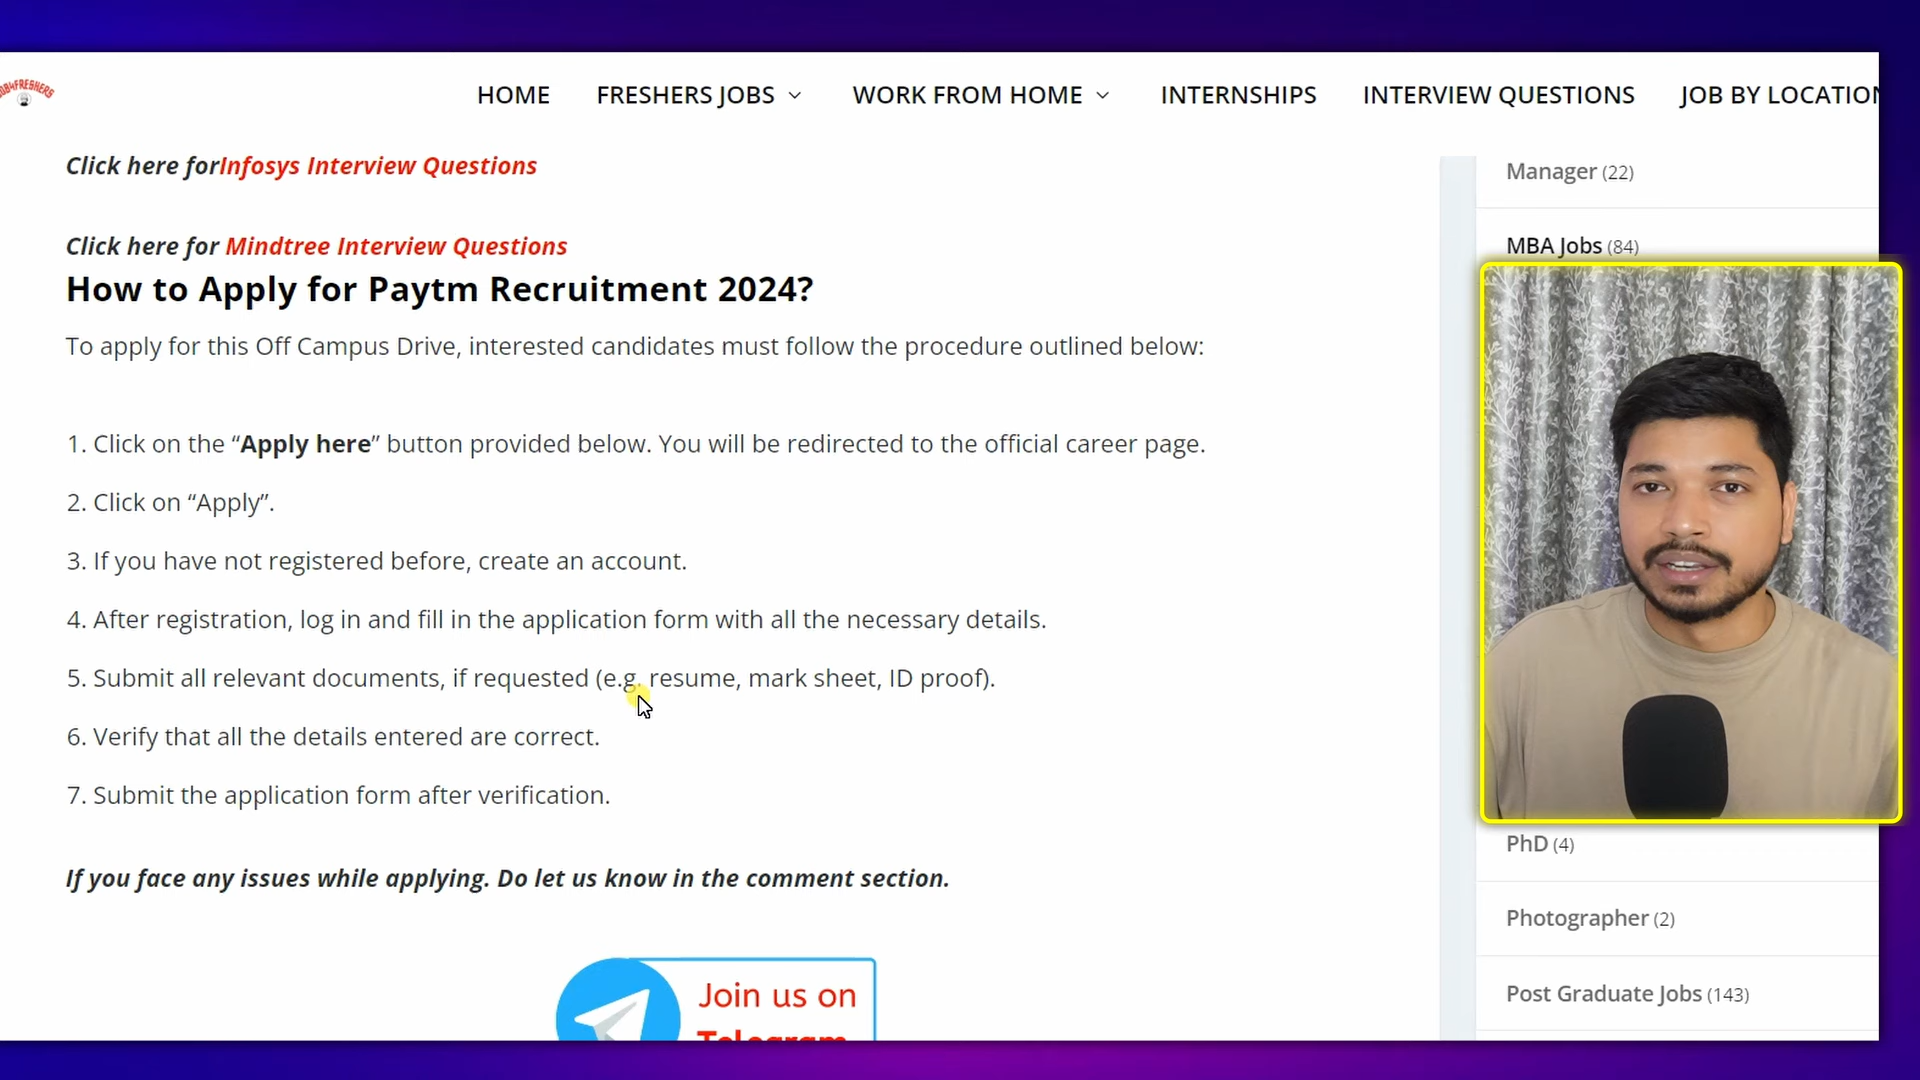 JOB4FRESHERS
HOME
FRESHERS JOBS
WORK FROM HOME
INTERNSHIPS
INTERVIEW QUESTIONS
JOB BY LOCATION
Click here forInfosys Interview Questions
Click here for Mindtree Interview Questions
How to Apply for Paytm Recruitment 2024?
To apply for this Off Campus Drive, interested candidates must follow the procedure outlined below:
1. Click on the “Apply here” button provided below. You will be redirected to the official career page.
2. Click on “Apply”.
3. If you have not registered before, create an account.
4. After registration, log in and fill in the application form with all the necessary details.
5. Submit all relevant documents, if requested (e.g. resume, mark sheet, ID proof).
6. Verify that all the details entered are correct.
7. Submit the application form after verification.
If you face any issues while applying. Do let us know in the comment section.
Join us on
Telegram
Manager (22)
MBA Jobs (84)
PhD (4)
Photographer (2)
Post Graduate Jobs (143)